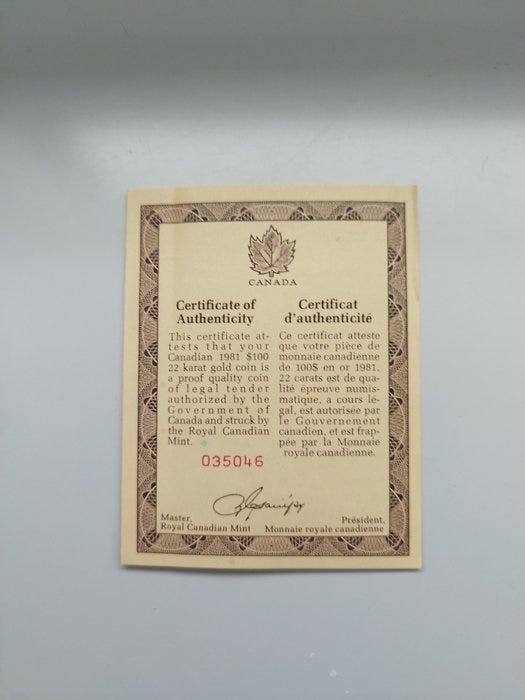 CANADA
Certificate of
Authenticity
This certificate at-
tests that your
Canadian 1981 $100
22 karat gold coin is
a proof quality coin
of legal tender
authorized by the
Government of
Canada and struck by
the Royal Canadian
Mint.
Certificat
d'authenticité
Ce certificat atteste
que votre pièce de
monnaie canadienne
de 100$ en or 1981,
22 carats est de qua-
lité épreuve numis-
matique, a cours lé-
gal, est autorisée par
le Gouvernement
canadien, et est frap-
pée par la Monnaie
royale canadienne.
035046
Master,
Royal Canadian Mint
Président,
Monnaie royale canadienne